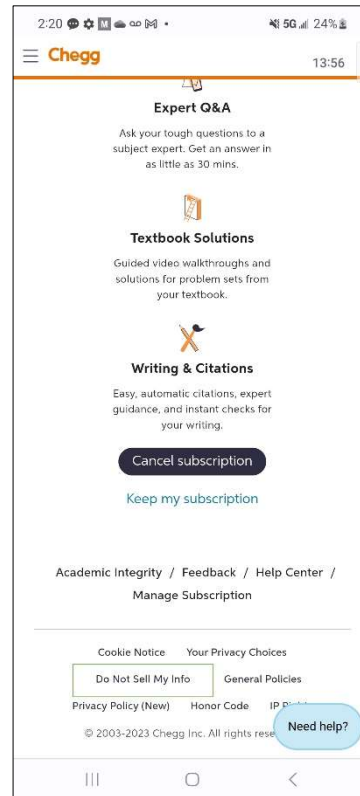 2:20
5G 24%
Chegg
13:56
Expert Q&A
Ask your tough questions to a
subject expert. Get an answer in
as little as 30 mins.
Textbook Solutions
Guided video walkthroughs and
solutions for problem sets from
your textbook.
Writing & Citations
Easy, automatic citations, expert
guidance, and instant checks for
your writing.
Cancel subscription
Keep my subscription
Academic Integrity / Feedback / Help Center /
Manage Subscription
Cookie Notice Your Privacy Choices
Do Not Sell My Info General Policies
Privacy Policy (New) Honor Code IP
Need help?
© 2003-2023 Chegg Inc. All rights